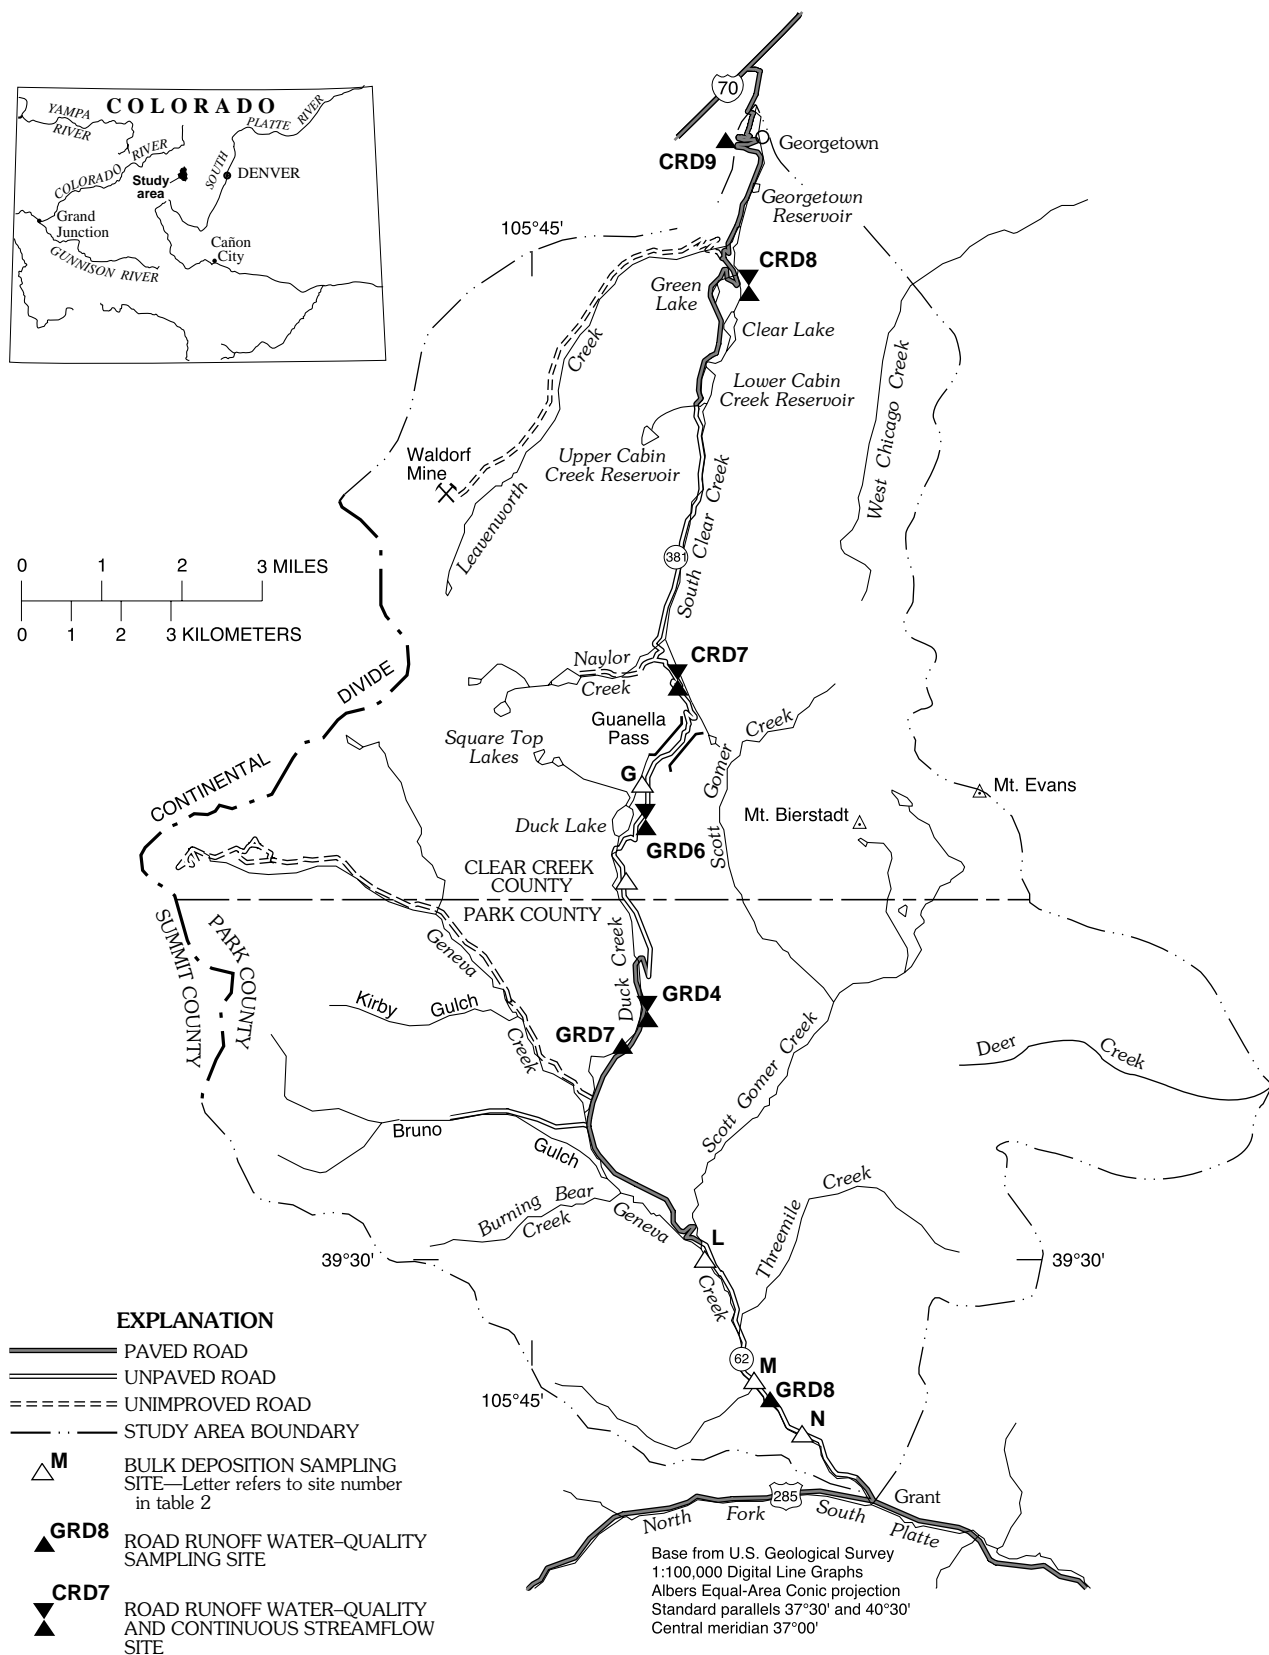 COLORADO
YAMPA
RIVER
PLATTE
RIVER
SOUTH
COLORADO
RIVER
Study
area
DENVER
Grand
Junction
GUNNISON RIVER
Cañon
City
70
Georgetown
CRD9
Georgetown
Reservoir
105°45'
CRD8
Green
Lake
Clear Lake
Creek
Lower Cabin
Creek Reservoir
West Chicago Creek
Waldorf
Mine
Upper Cabin
Creek Reservoir
Leavenworth
South Clear Creek
381
0 1 2 3 MILES
0 1 2 3 KILOMETERS
CONTINENTAL
DIVIDE
Naylor
Creek
CRD7
Guanella
Pass
Square Top
Lakes
Scott
Gomer
Creek
G
Mt. Evans
Mt. Bierstadt
Duck Lake
GRD6
CLEAR CREEK
COUNTY
PARK COUNTY
SUMMIT COUNTY
PARK COUNTY
Geneva
Creek
Duck Creek
Kirby
Gulch
GRD4
GRD7
Scott Gomer Creek
Deer
Creek
Bruno
Gulch
Burning Bear
Creek
Geneva
Creek
L
Threemile
Creek
39°30'
39°30'
62
M
GRD8
N
105°45'
285
Grant
North Fork South Platte
EXPLANATION
PAVED ROAD
UNPAVED ROAD
UNIMPROVED ROAD
STUDY AREA BOUNDARY
M
BULK DEPOSITION SAMPLING
SITE—Letter refers to site number
in table 2
GRD8
ROAD RUNOFF WATER–QUALITY
SAMPLING SITE
CRD7
ROAD RUNOFF WATER–QUALITY
AND CONTINUOUS STREAMFLOW
SITE
Base from U.S. Geological Survey
1:100,000 Digital Line Graphs
Albers Equal-Area Conic projection
Standard parallels 37°30' and 40°30'
Central meridian 37°00'